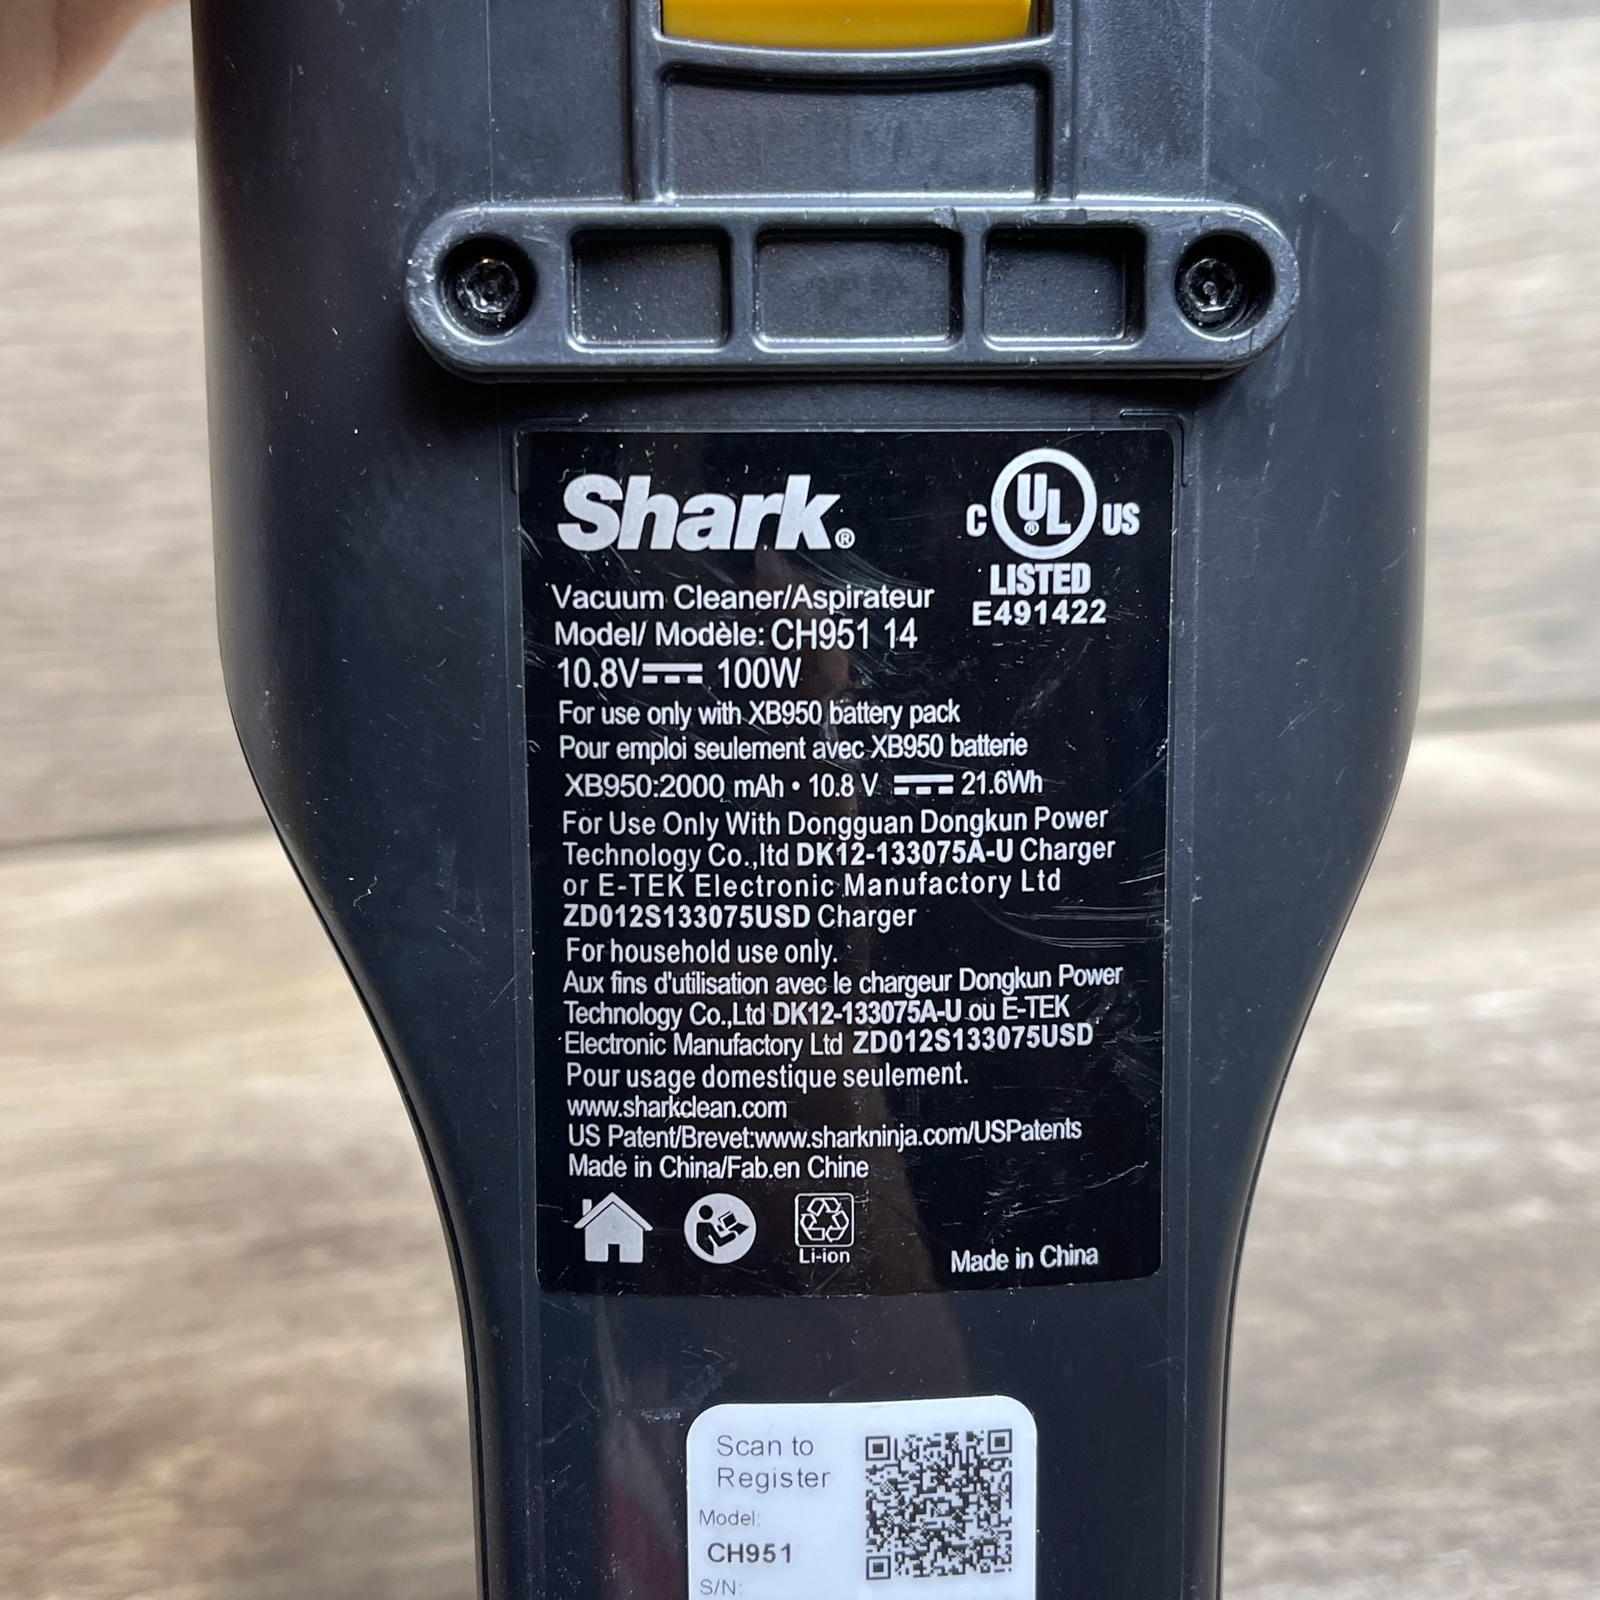 Shark®
C UL® US
LISTED
E491422
Vacuum Cleaner/Aspirateur
Model/ Modèle: CH951 14
10.8V 100W
For use only with XB950 battery pack
Pour emploi seulement avec XB950 batterie
XB950:2000 mAh • 10.8 V 21.6Wh
For Use Only With Dongguan Dongkun Power
Technology Co.,ltd DK12-133075A-U Charger
or E-TEK Electronic Manufactory Ltd
ZD012S133075USD Charger
For household use only.
Aux fins d'utilisation avec le chargeur Dongkun Power
Technology Co.,Ltd DK12-133075A-U ou E-TEK
Electronic Manufactory Ltd ZD012S133075USD
Pour usage domestique seulement.
www.sharkclean.com
US Patent/Brevet:www.sharkninja.com/USPatents
Made in China/Fab.en Chine
Li-ion
Made in China
Scan to
Register
Model:
CH951
S/N: